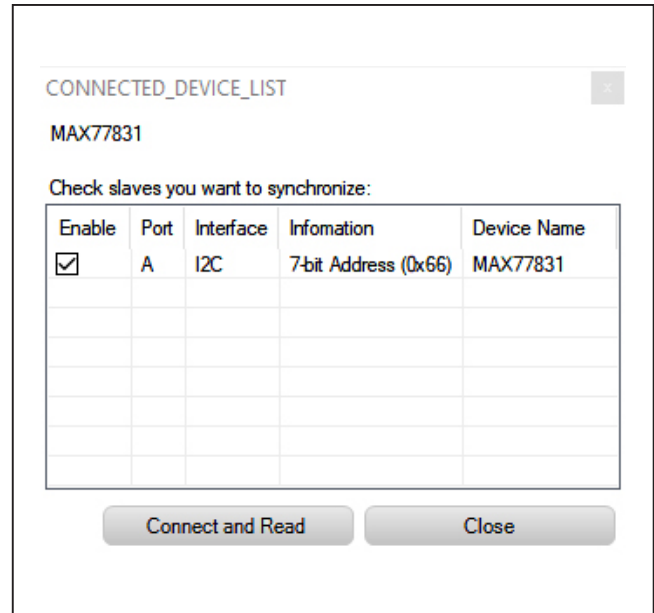 CONNECTED_DEVICE_LIST
x
MAX77831
Check slaves you want to synchronize:
Enable Port Interface Infomation Device Name
A I2C 7-bit Address (0x66) MAX77831
Connect and Read Close